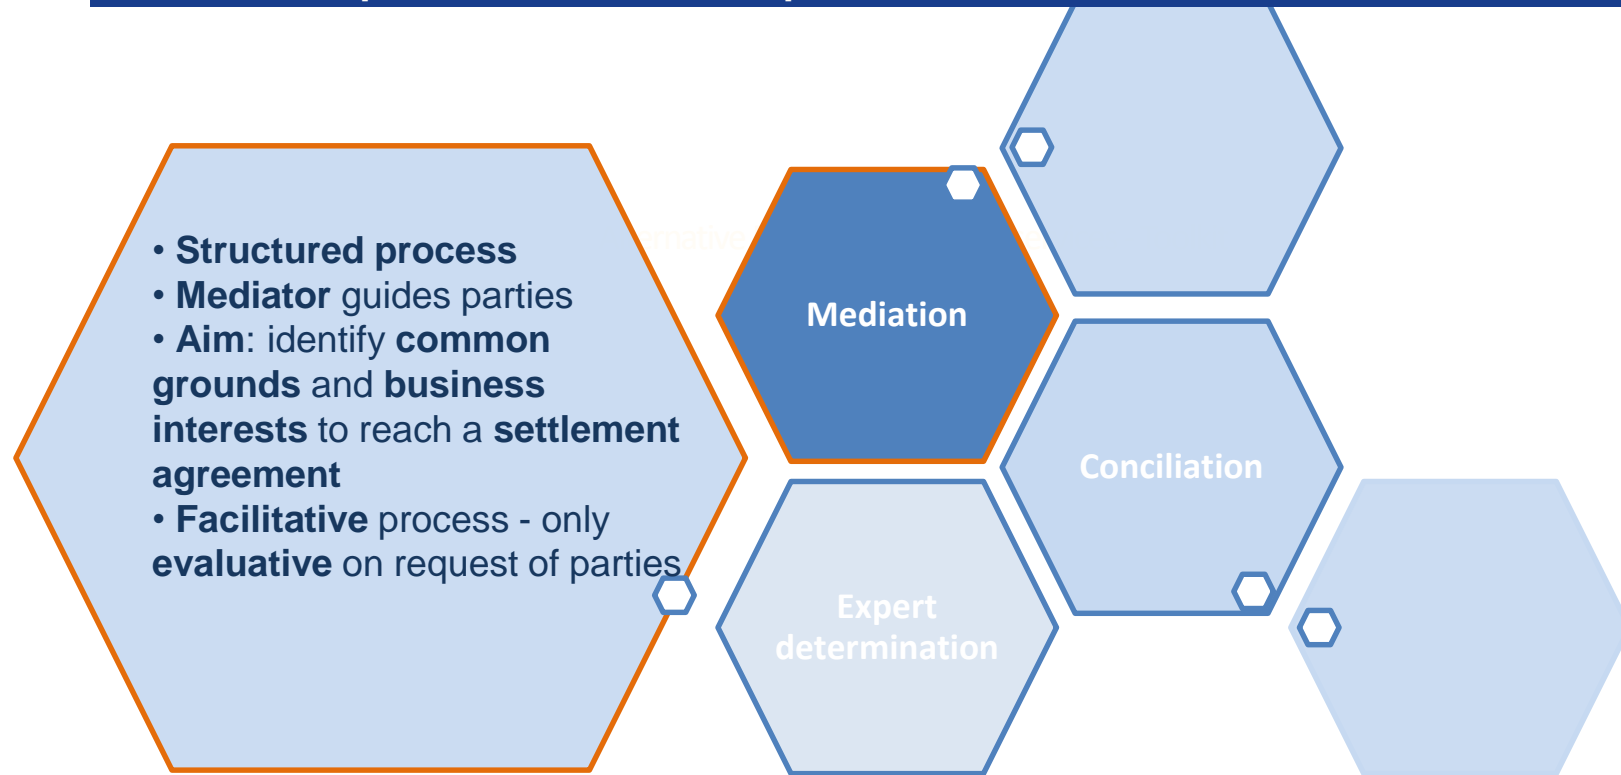 • Structured process
• Mediator guides parties
• Aim: identify common
grounds and business
interests to reach a settlement
agreement
• Facilitative process - only
evaluative on request of parties
ernative
Mediation
Conciliation
Expert
determination